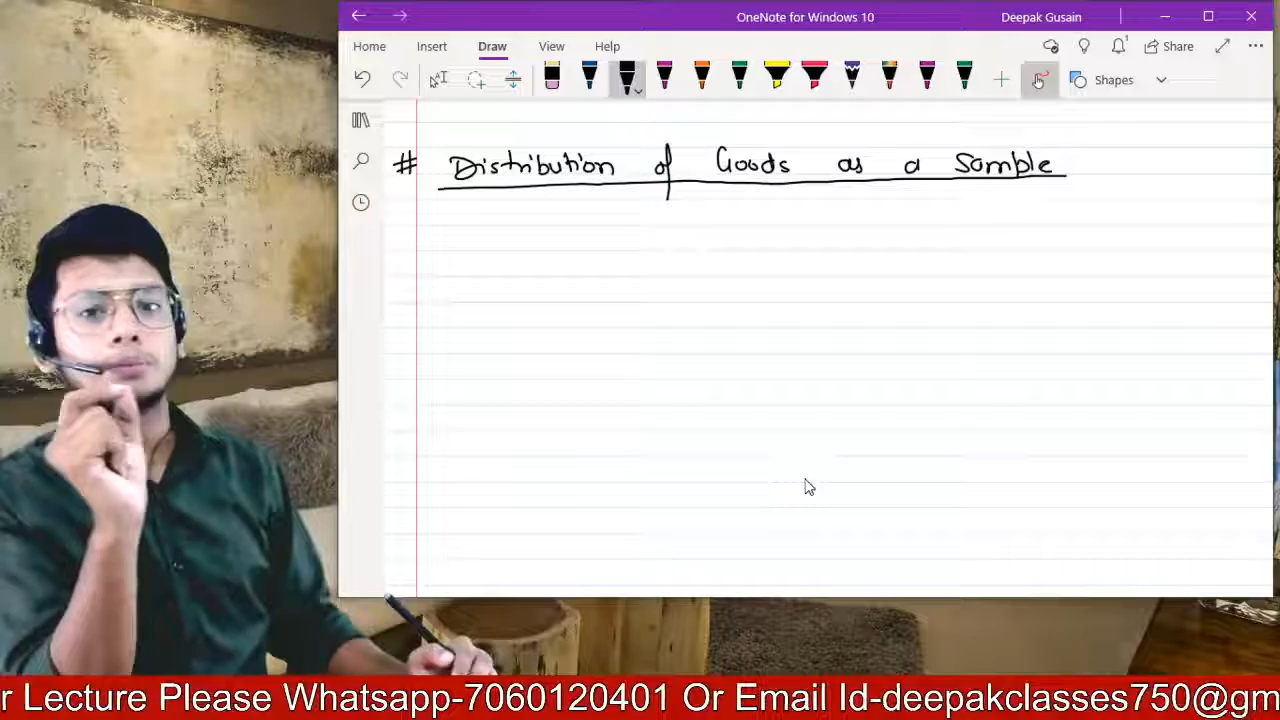 OneNote for Windows 10
Deepak Gusain
Home Insert Draw View Help
Share
Shapes
# Distribution of Goods as a Sample
r Lecture Please Whatsapp-7060120401 Or Email Id-deepakclasses750@gm